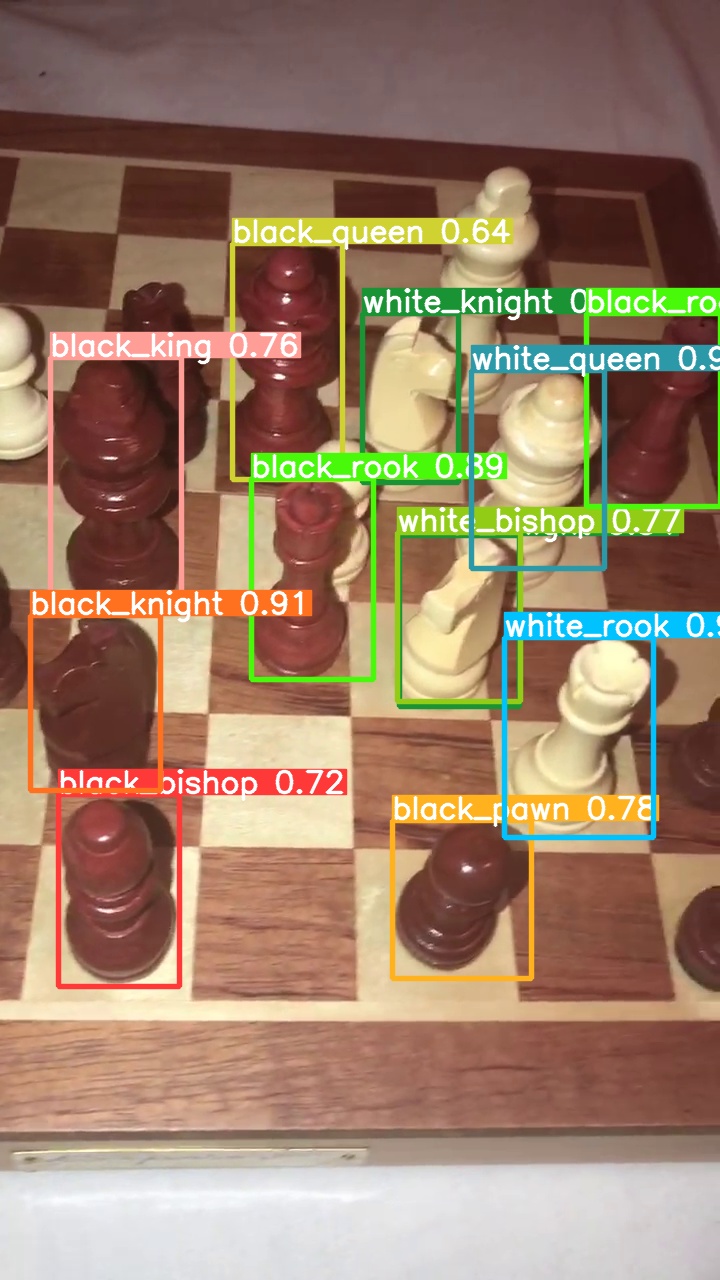 black_queen 0.64
white_knight 0
black_ro
black_king 0.76
white_queen 0.9
black_rook 0.89
white_bishop 0.77
black_knight 0.91
white_rook 0.9
black_bishop 0.72
black_pawn 0.78